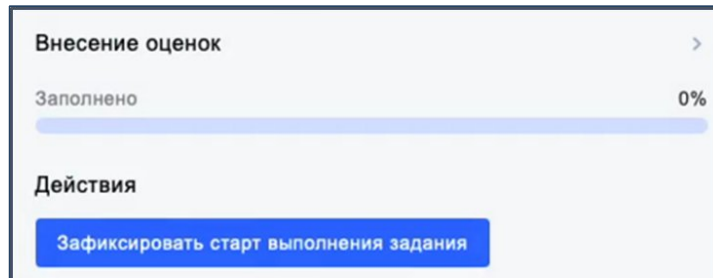 Внесение оценок
Заполнено 0%
Действия
Зафиксировать старт выполнения задания